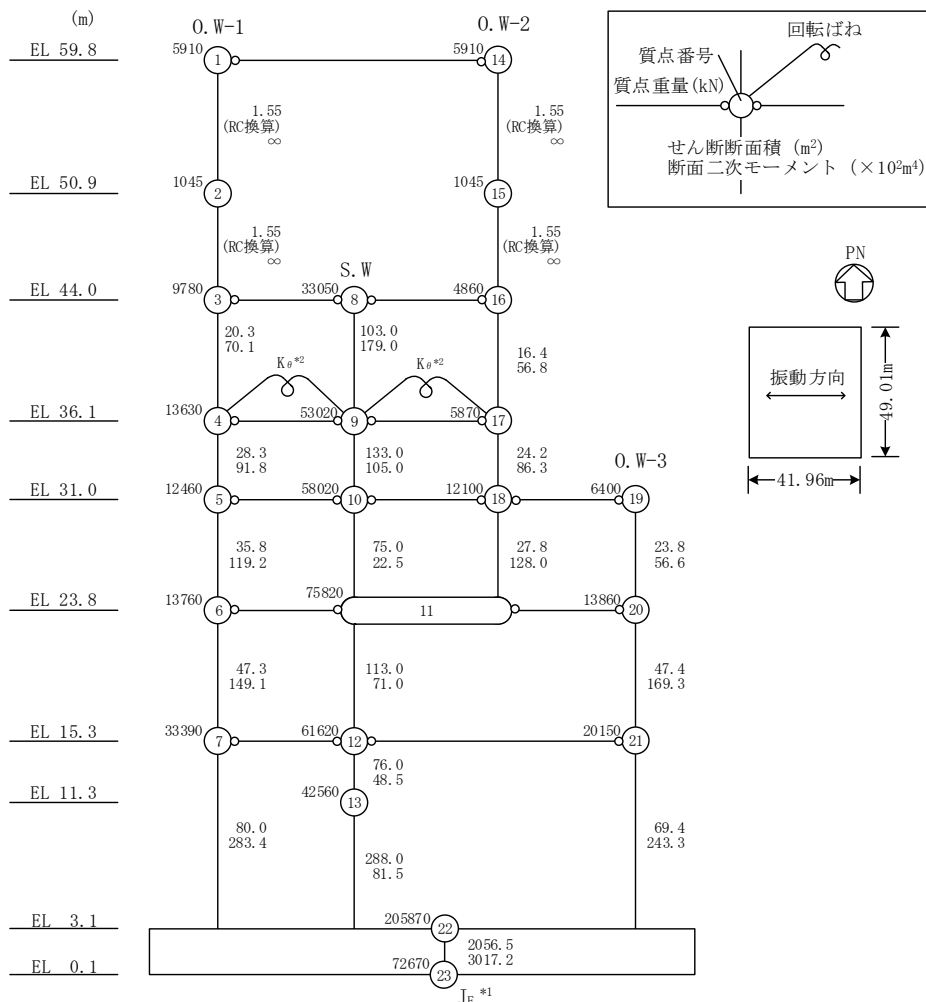 (m)
O.W-1
O.W-2
EL 59.8
5910
1
5910
14
1.55
(RC換算)
∞
1.55
(RC換算)
∞
EL 50.9
1045
2
1045
15
1.55
(RC換算)
∞
1.55
(RC換算)
∞
S.W
EL 44.0
9780
3
33050
8
4860
16
20.3
70.1
103.0
179.0
16.4
56.8
Kθ*2
Kθ*2
EL 36.1
13630
4
53020
9
5870
17
28.3
91.8
133.0
105.0
24.2
86.3
O.W-3
EL 31.0
12460
5
58020
10
12100
18
6400
19
35.8
119.2
75.0
22.5
27.8
128.0
23.8
56.6
EL 23.8
13760
6
75820
11
13860
20
47.3
149.1
113.0
71.0
47.4
169.3
EL 15.3
33390
7
61620
12
20150
21
76.0
48.5
EL 11.3
42560
13
80.0
283.4
288.0
81.5
69.4
243.3
EL 3.1
205870
22
2056.5
3017.2
EL 0.1
72670
23
JE *1
回転ばね
質点番号
質点重量(kN)
せん断断面積 (m²)
断面二次モーメント (×10²m⁴)
PN
振動方向
49.01m
41.96m